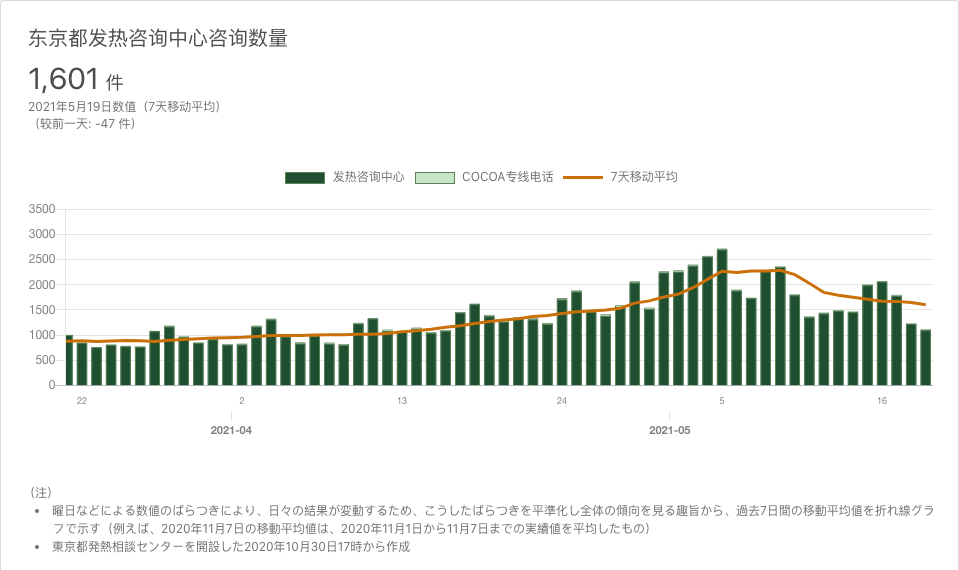 东京都发热咨询中心咨询数量
1,601 件
2021年5月19日数值（7天移动平均）
（较前一天: -47 件）
发热咨询中心 COCOA专线电话 7天移动平均
3500
3000
2500
2000
1500
1000
500
0
22 2 13 24 5 16
2021-04 2021-05
（注）
• 曜日などによる数値のばらつきにより、日々の結果が変動するため、こうしたばらつきを平準化し全体の傾向を見る趣旨から、過去7日間の移動平均値を折れ線グラ
フで示す（例えば、2020年11月7日の移動平均値は、2020年11月1日から11月7日までの実績値を平均したもの）
• 東京都発熱相談センターを開設した2020年10月30日17時から作成